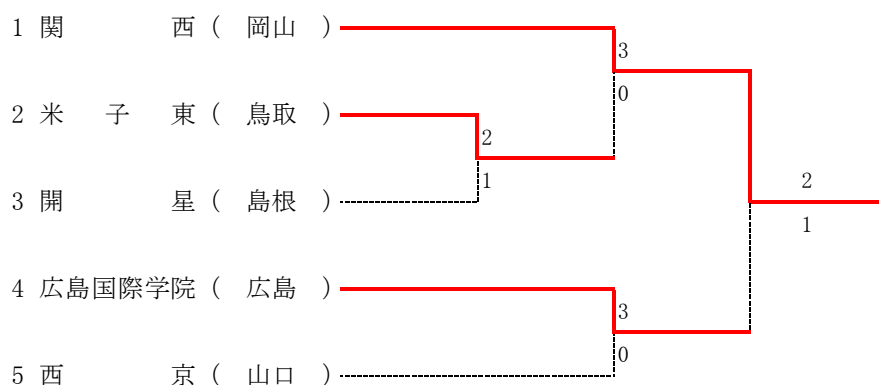 1 関西 ( 岡山 )
3
0
2 米子東 ( 鳥取 )
2
1
3 開星 ( 島根 )
2
1
4 広島国際学院 ( 広島 )
3
0
5 西京 ( 山口 )